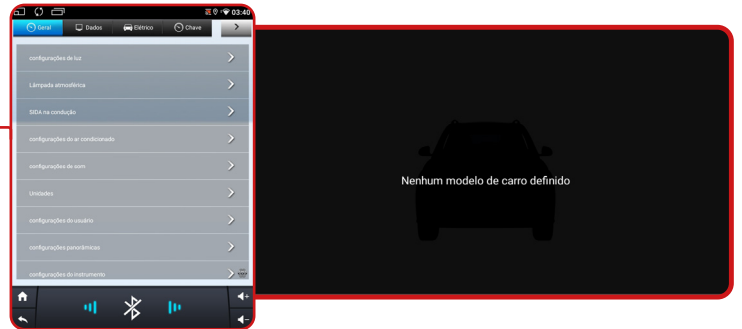 03:40
Geral Dados Elétrico Chave
configurações de luz
Lâmpada atmosférica
SIDA na condução
configurações do ar condicionado
configurações de som
Unidades
configurações do usuário
configurações panorâmicas
configurações do instrumento
Nenhum modelo de carro definido